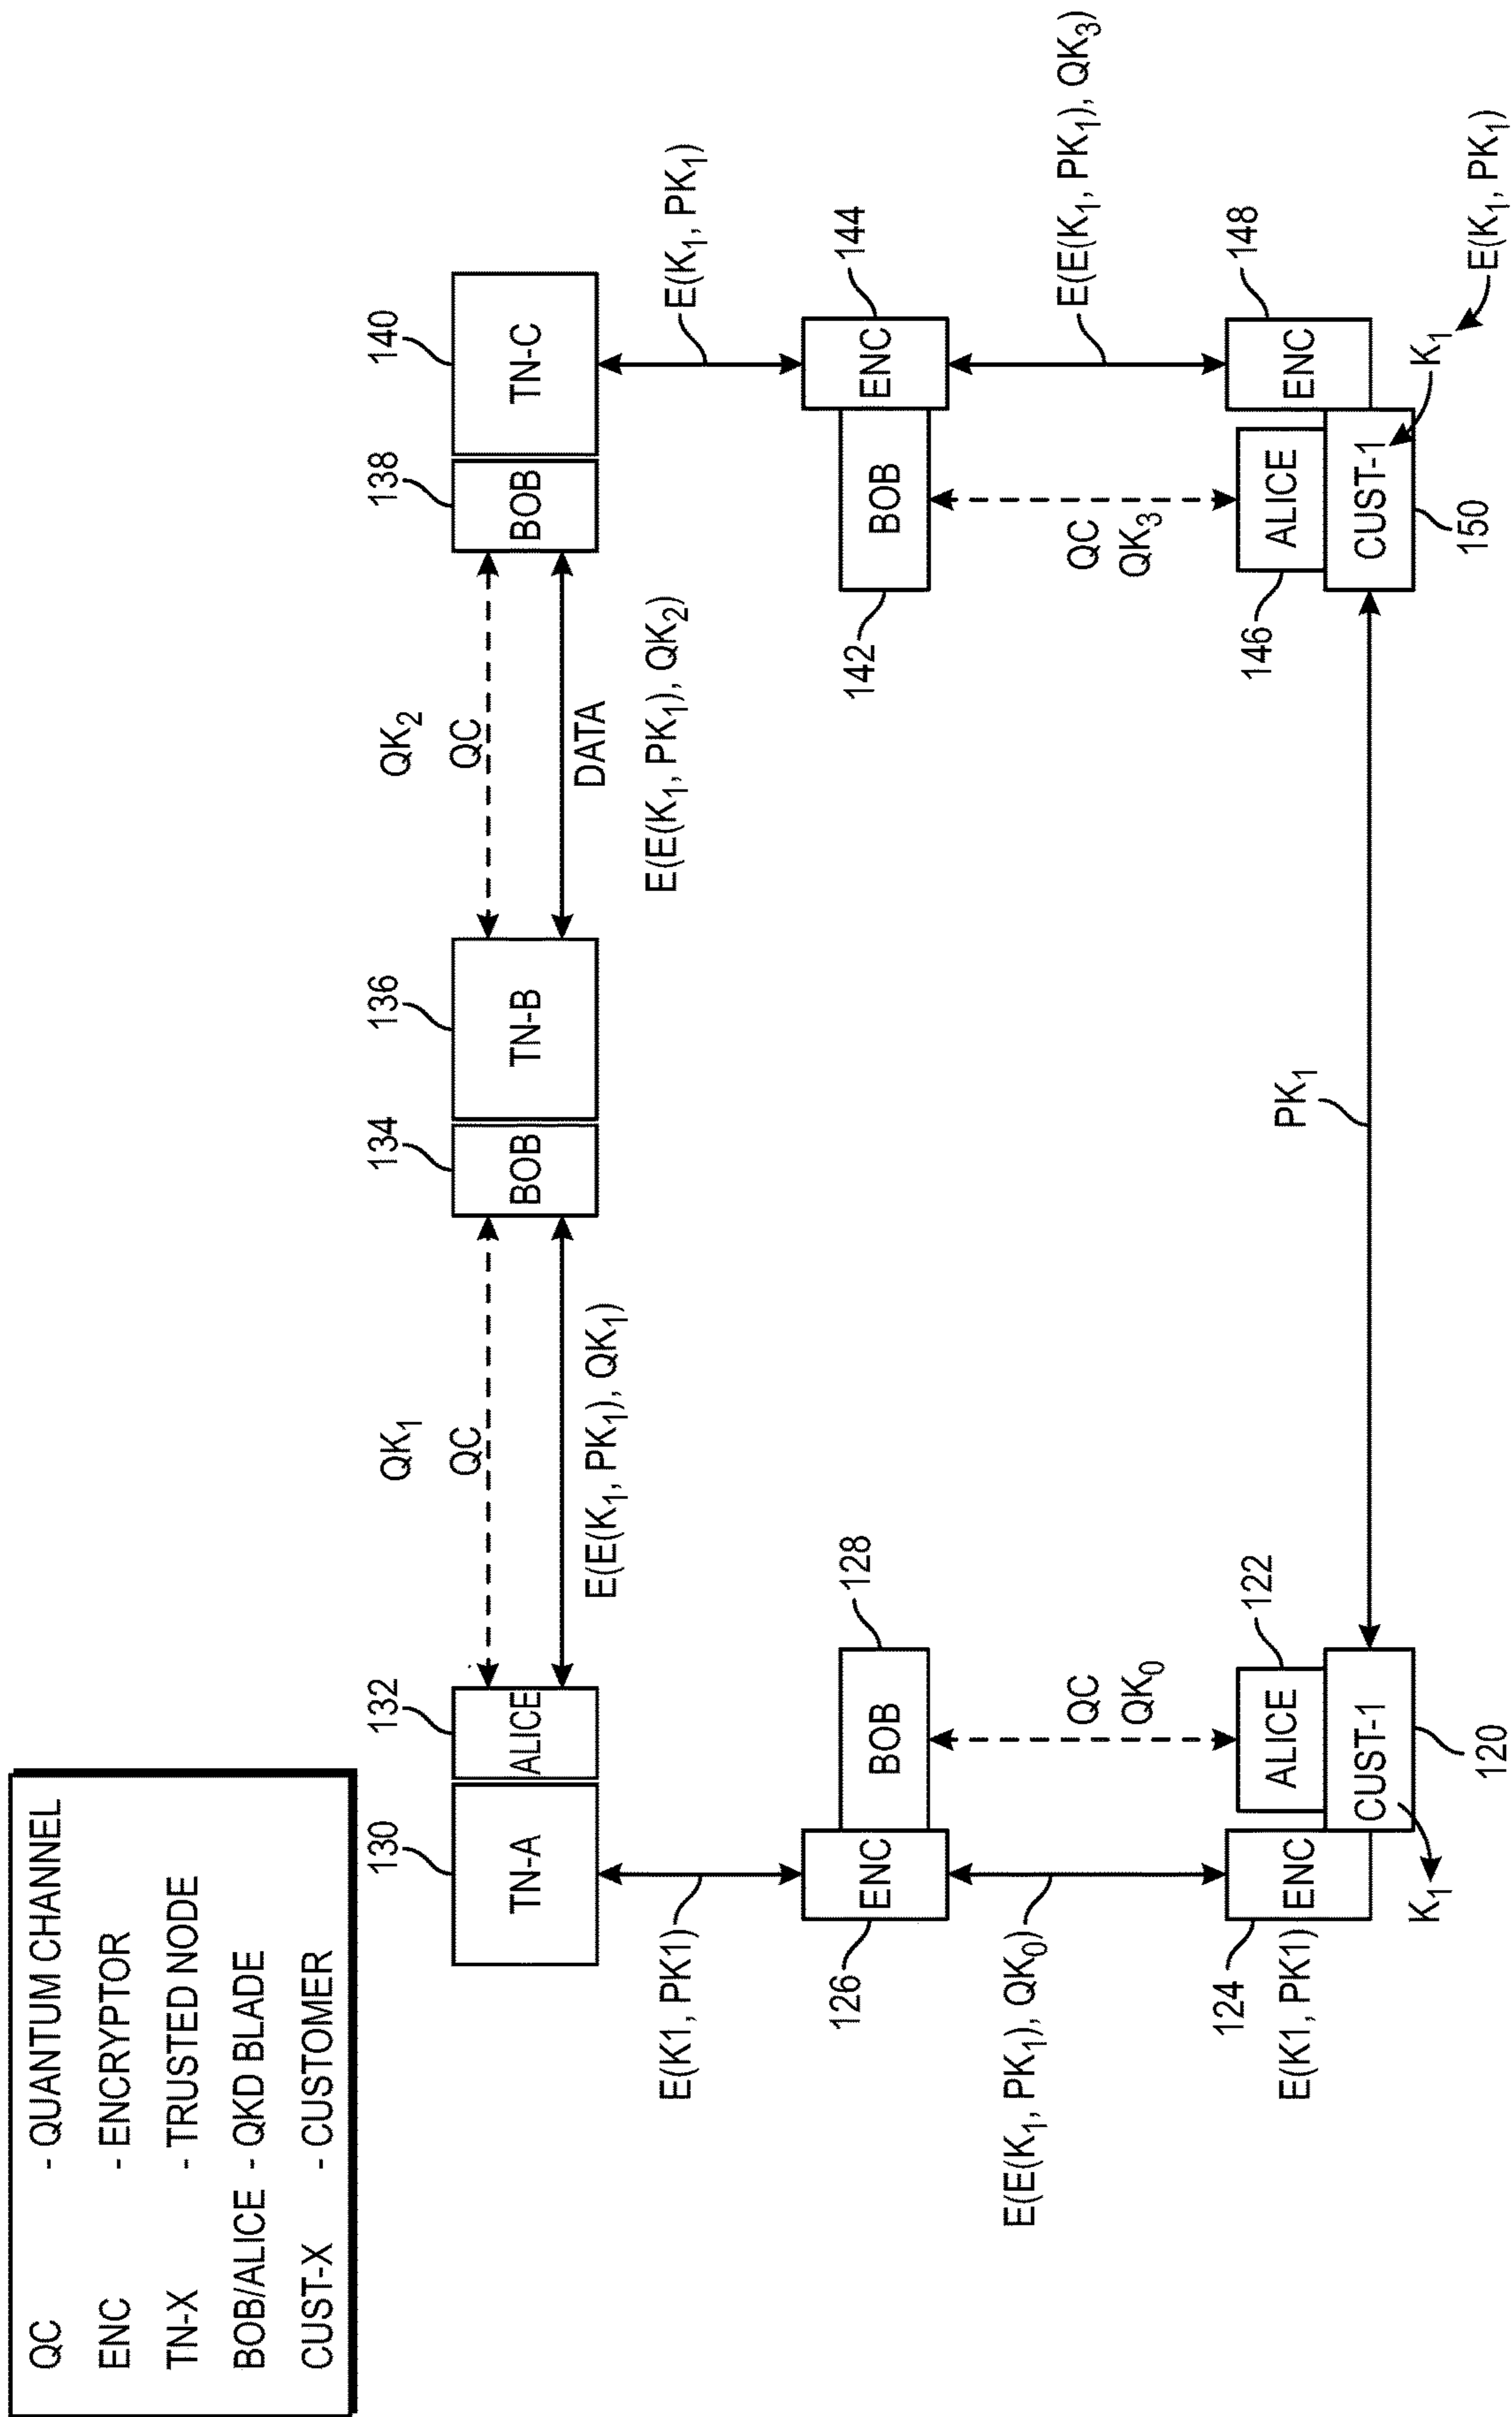 QC - QUANTUM CHANNEL
ENC - ENCRYPTOR
TN-X - TRUSTED NODE
BOB/ALICE - QKD BLADE
CUST-X - CUSTOMER
130
132
134
136
138
140
TN-A
ALICE
BOB
TN-B
BOB
TN-C
QK₁
QC
QK₂
QC
DATA
E(E(K₁, PK₁), QK₁)
E(E(K₁, PK₁), QK₂)
E(K1, PK1)
E(K₁, PK₁)
126
ENC
BOB
128
142
BOB
ENC
144
E(E(K₁, PK₁), QK₀)
QC
QK₀
QC
QK₃
E(E(K₁, PK₁), QK₃)
124
ENC
ALICE
122
146
ALICE
ENC
148
E(K1, PK1)
CUST-1
PK₁
CUST-1
K₁
120
150
K₁
E(K₁, PK₁)